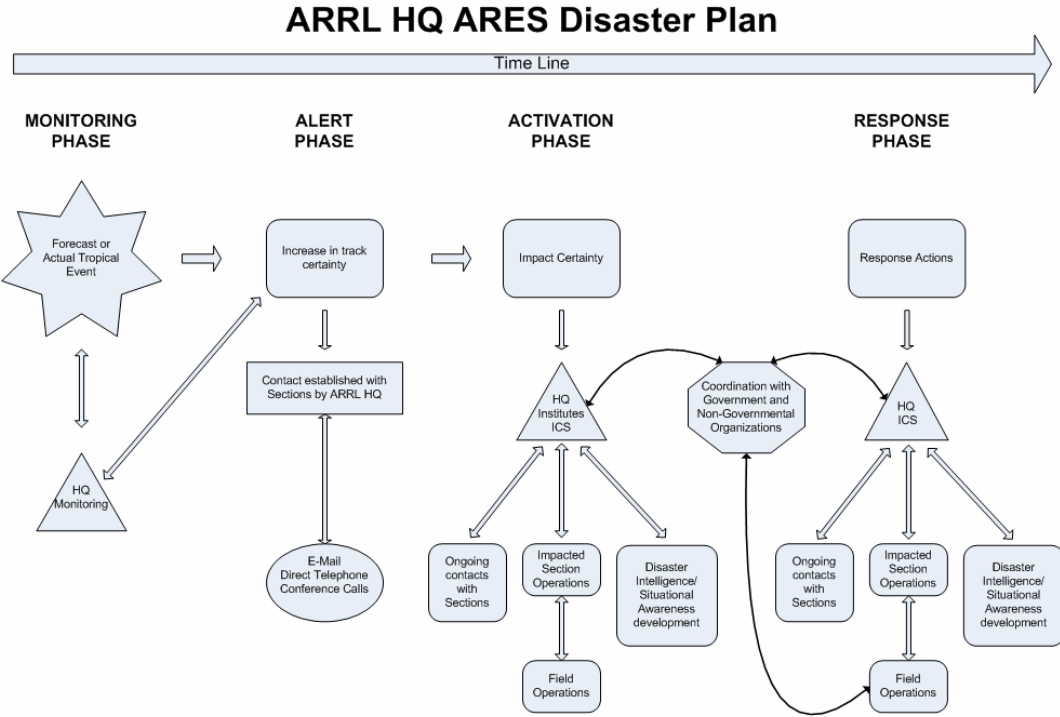 ARRL HQ ARES Disaster Plan
Time Line
MONITORING
PHASE
ALERT
PHASE
ACTIVATION
PHASE
RESPONSE
PHASE
Forecast or
Actual Tropical
Event
Increase in track
certainty
Impact Certainty
Response Actions
Contact established with
Sections by ARRL HQ
HQ
Institutes
ICS
Coordination with
Government and
Non-Governmental
Organizations
HQ
ICS
HQ
Monitoring
E-Mail
Direct Telephone
Conference Calls
Ongoing
contacts
with
Sections
Impacted
Section
Operations
Disaster
Intelligence/
Situational
Awareness
development
Ongoing
contacts
with
Sections
Impacted
Section
Operations
Disaster
Intelligence/
Situational
Awareness
development
Field
Operations
Field
Operations